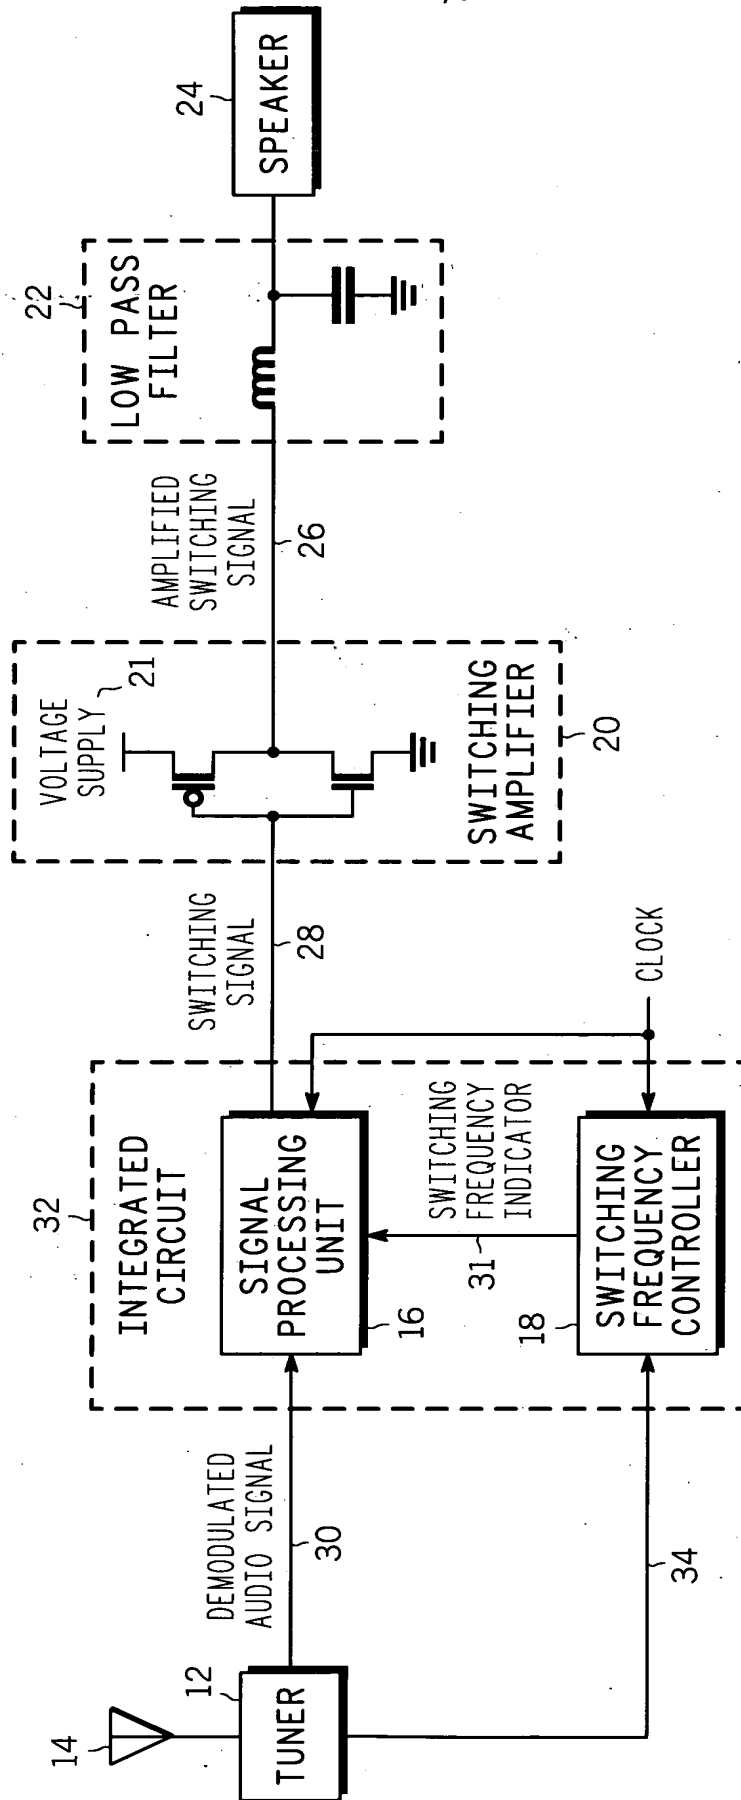 14
12
TUNER
DEMODULATED
AUDIO SIGNAL
30
34
32
INTEGRATED
CIRCUIT
SIGNAL
PROCESSING
UNIT
16
SWITCHING
FREQUENCY
INDICATOR
31
18
SWITCHING
FREQUENCY
CONTROLLER
CLOCK
SWITCHING
SIGNAL
28
VOLTAGE
SUPPLY
21
SWITCHING
AMPLIFIER
20
AMPLIFIED
SWITCHING
SIGNAL
26
22
LOW PASS
FILTER
24
SPEAKER